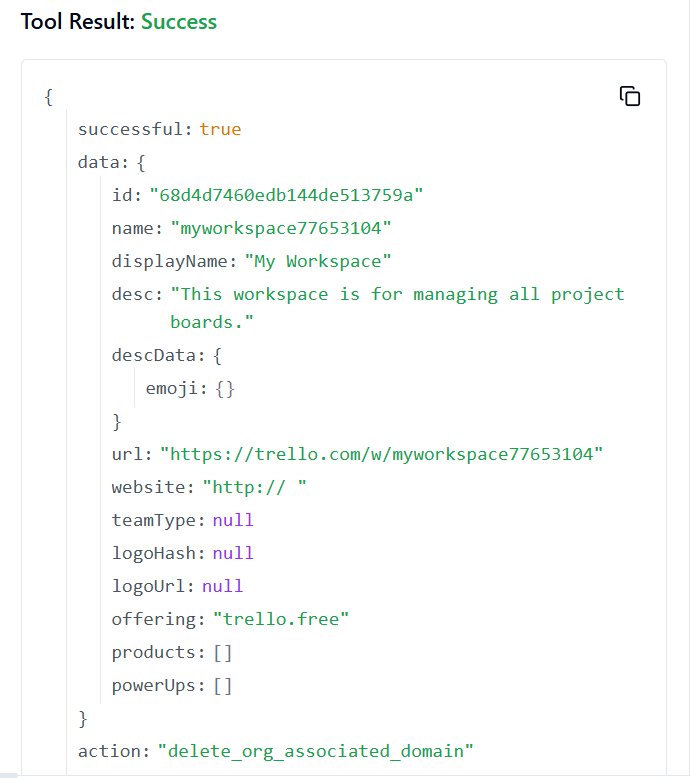 Tool Result: Success
{
successful: true
data: {
id: "68d4d7460edb144de513759a"
name: "myworkspace77653104"
displayName: "My Workspace"
desc: "This workspace is for managing all project
boards."
descData: {
emoji: {}
}
url: "https://trello.com/w/myworkspace77653104"
website: "http:// "
teamType: null
logoHash: null
logoUrl: null
offering: "trello.free"
products: []
powerUps: []
}
action: "delete_org_associated_domain"